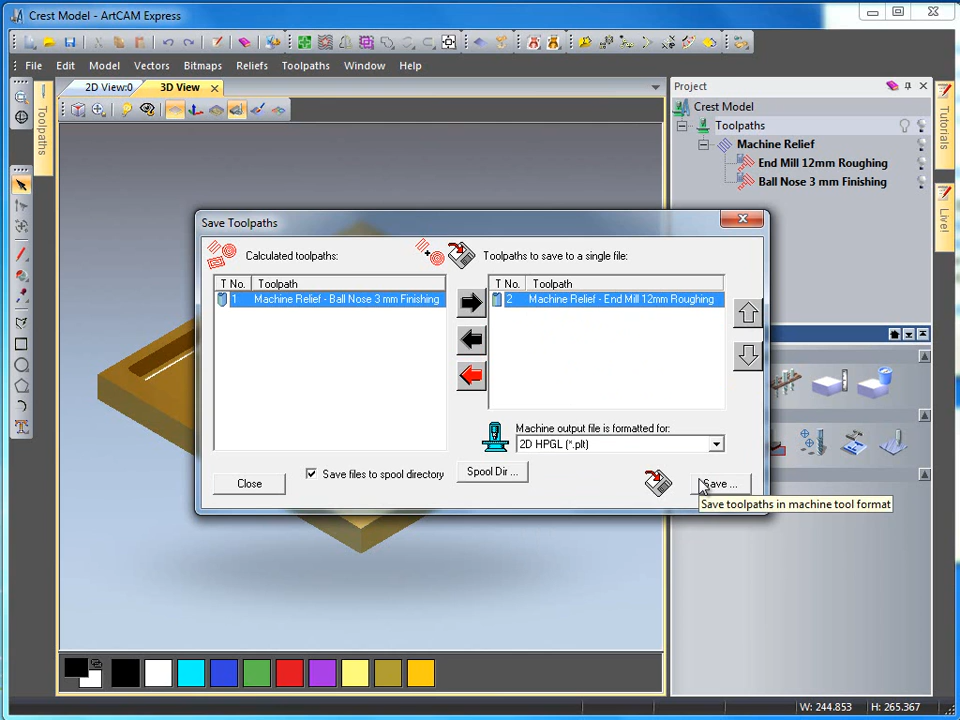 Crest Model - ArtCAM Express
File Edit Model Vectors Bitmaps Reliefs Toolpaths Window Help
2D View:0 3D View
Toolpaths
Project
Crest Model
Toolpaths
Machine Relief
End Mill 12mm Roughing
Ball Nose 3 mm Finishing
Tutorials
Live!
Save Toolpaths
Calculated toolpaths:
T No. Toolpath
1 Machine Relief - Ball Nose 3 mm Finishing
Toolpaths to save to a single file:
T No. Toolpath
2 Machine Relief - End Mill 12mm Roughing
Machine output file is formatted for:
2D HPGL (*.plt)
Close
Save files to spool directory
Spool Dir ...
Save ...
Save toolpaths in machine tool format
W: 244.853 H: 265.367